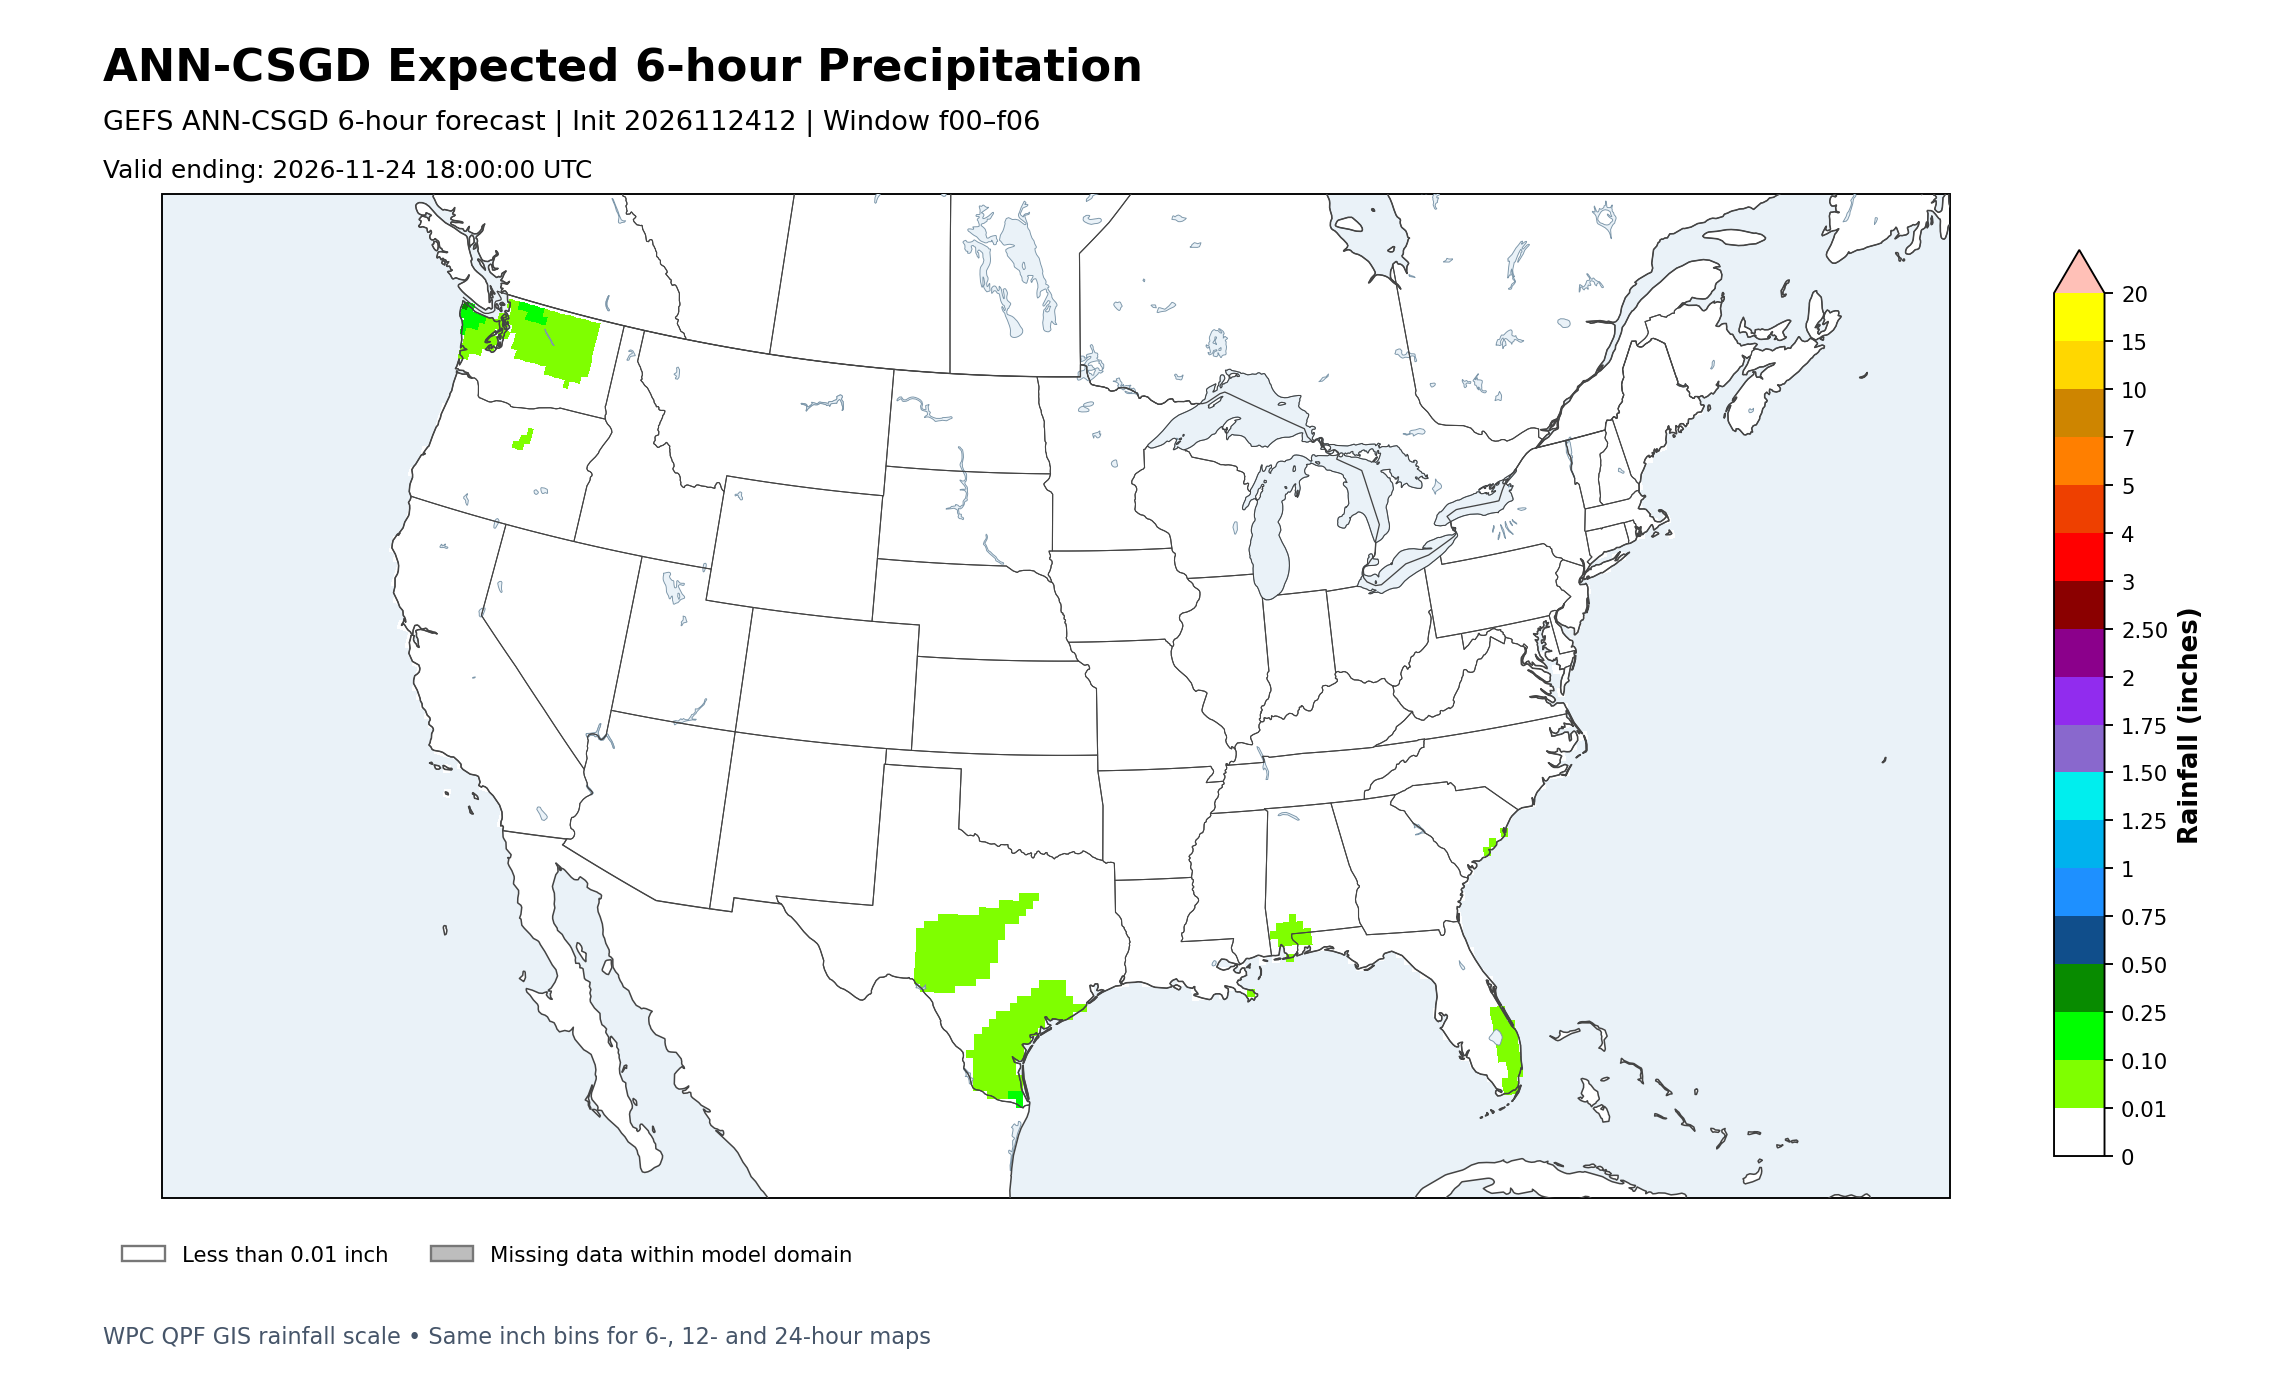 ANN-CSGD Expected 6-hour Precipitation
GEFS ANN-CSGD 6-hour forecast | Init 2026112412 | Window f00–f06
Valid ending: 2026-11-24 18:00:00 UTC
20
15
10
7
5
4
3
2.50
2
1.75
1.50
1.25
1
0.75
0.50
0.25
0.10
0.01
0
Rainfall (inches)
Less than 0.01 inch
Missing data within model domain
WPC QPF GIS rainfall scale • Same inch bins for 6-, 12- and 24-hour maps